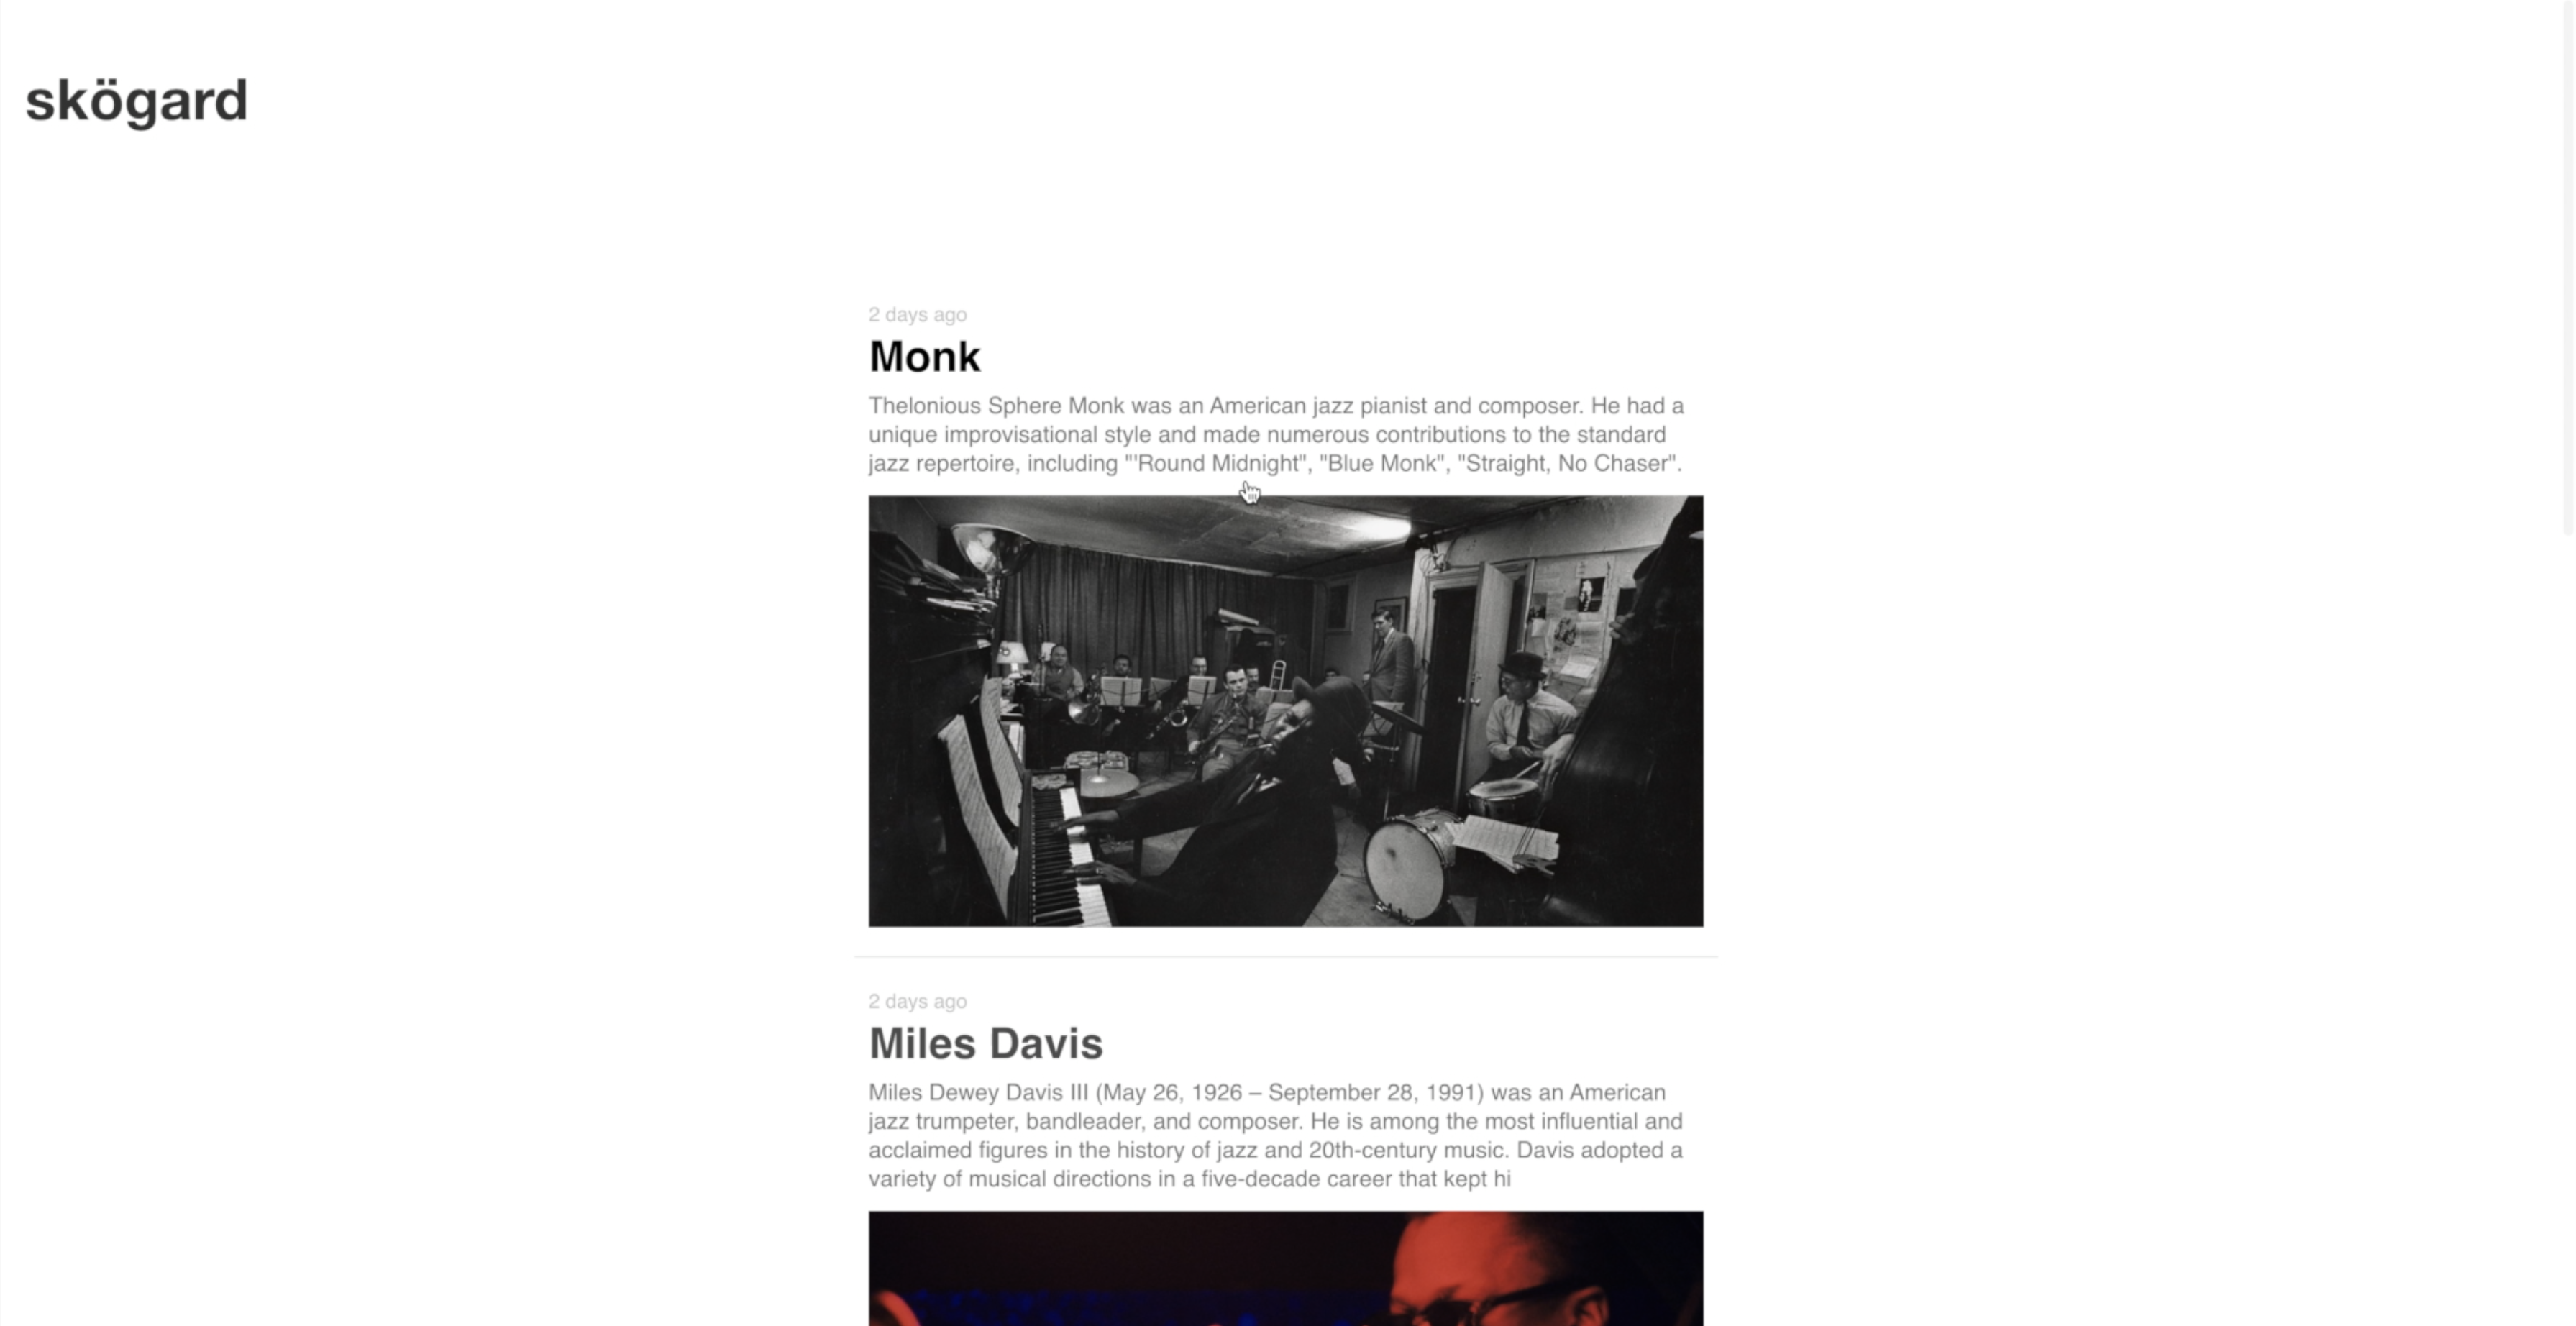 skögard
2 days ago
Monk
Thelonious Sphere Monk was an American jazz pianist and composer. He had a
unique improvisational style and made numerous contributions to the standard
jazz repertoire, including "'Round Midnight", "Blue Monk", "Straight, No Chaser".
2 days ago
Miles Davis
Miles Dewey Davis III (May 26, 1926 – September 28, 1991) was an American
jazz trumpeter, bandleader, and composer. He is among the most influential and
acclaimed figures in the history of jazz and 20th-century music. Davis adopted a
variety of musical directions in a five-decade career that kept hi